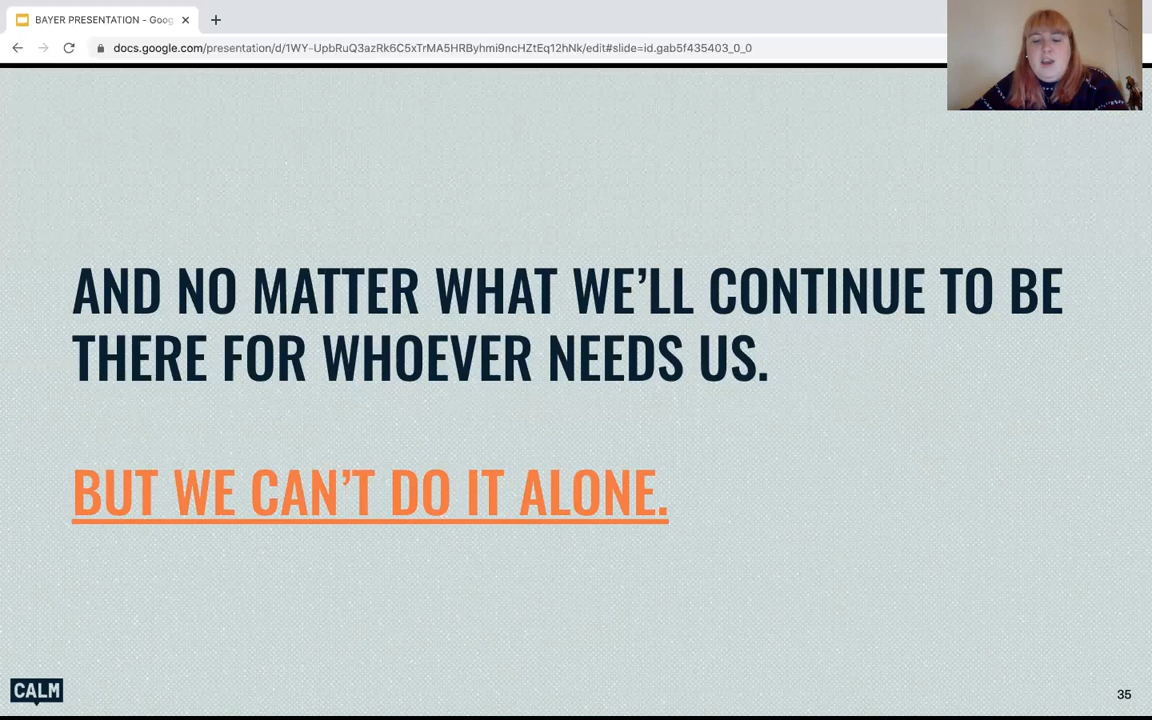 BAYER PRESENTATION - Goog
docs.google.com/presentation/d/1WY-UpbRuQ3azRk6C5xTrMA5HRByhmi9ncHZtEq12hNk/edit#slide=id.gab5f435403_0_0
AND NO MATTER WHAT WE’LL CONTINUE TO BE
THERE FOR WHOEVER NEEDS US.
BUT WE CAN’T DO IT ALONE.
CALM
35